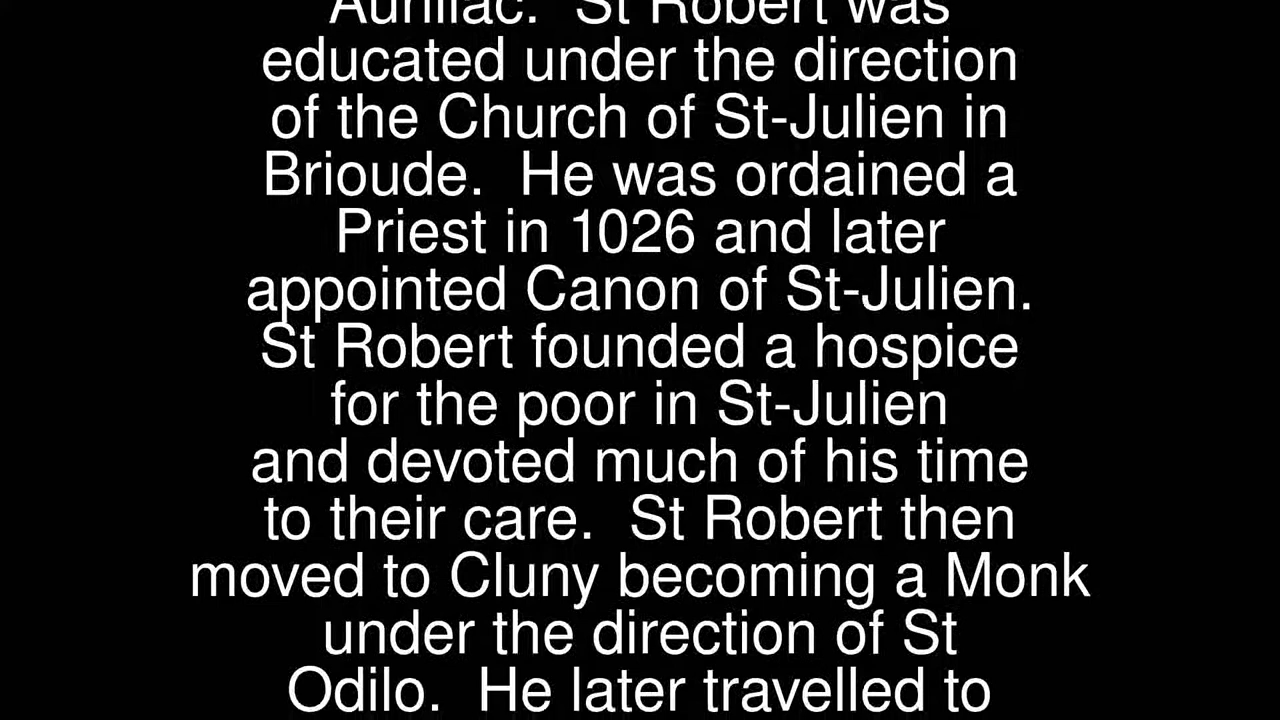 Aurillac.  St Robert was
educated under the direction
of the Church of St-Julien in
Brioude.  He was ordained a
Priest in 1026 and later
appointed Canon of St-Julien.
St Robert founded a hospice
for the poor in St-Julien
and devoted much of his time
to their care.  St Robert then
moved to Cluny becoming a Monk
under the direction of St
Odilo.  He later travelled to